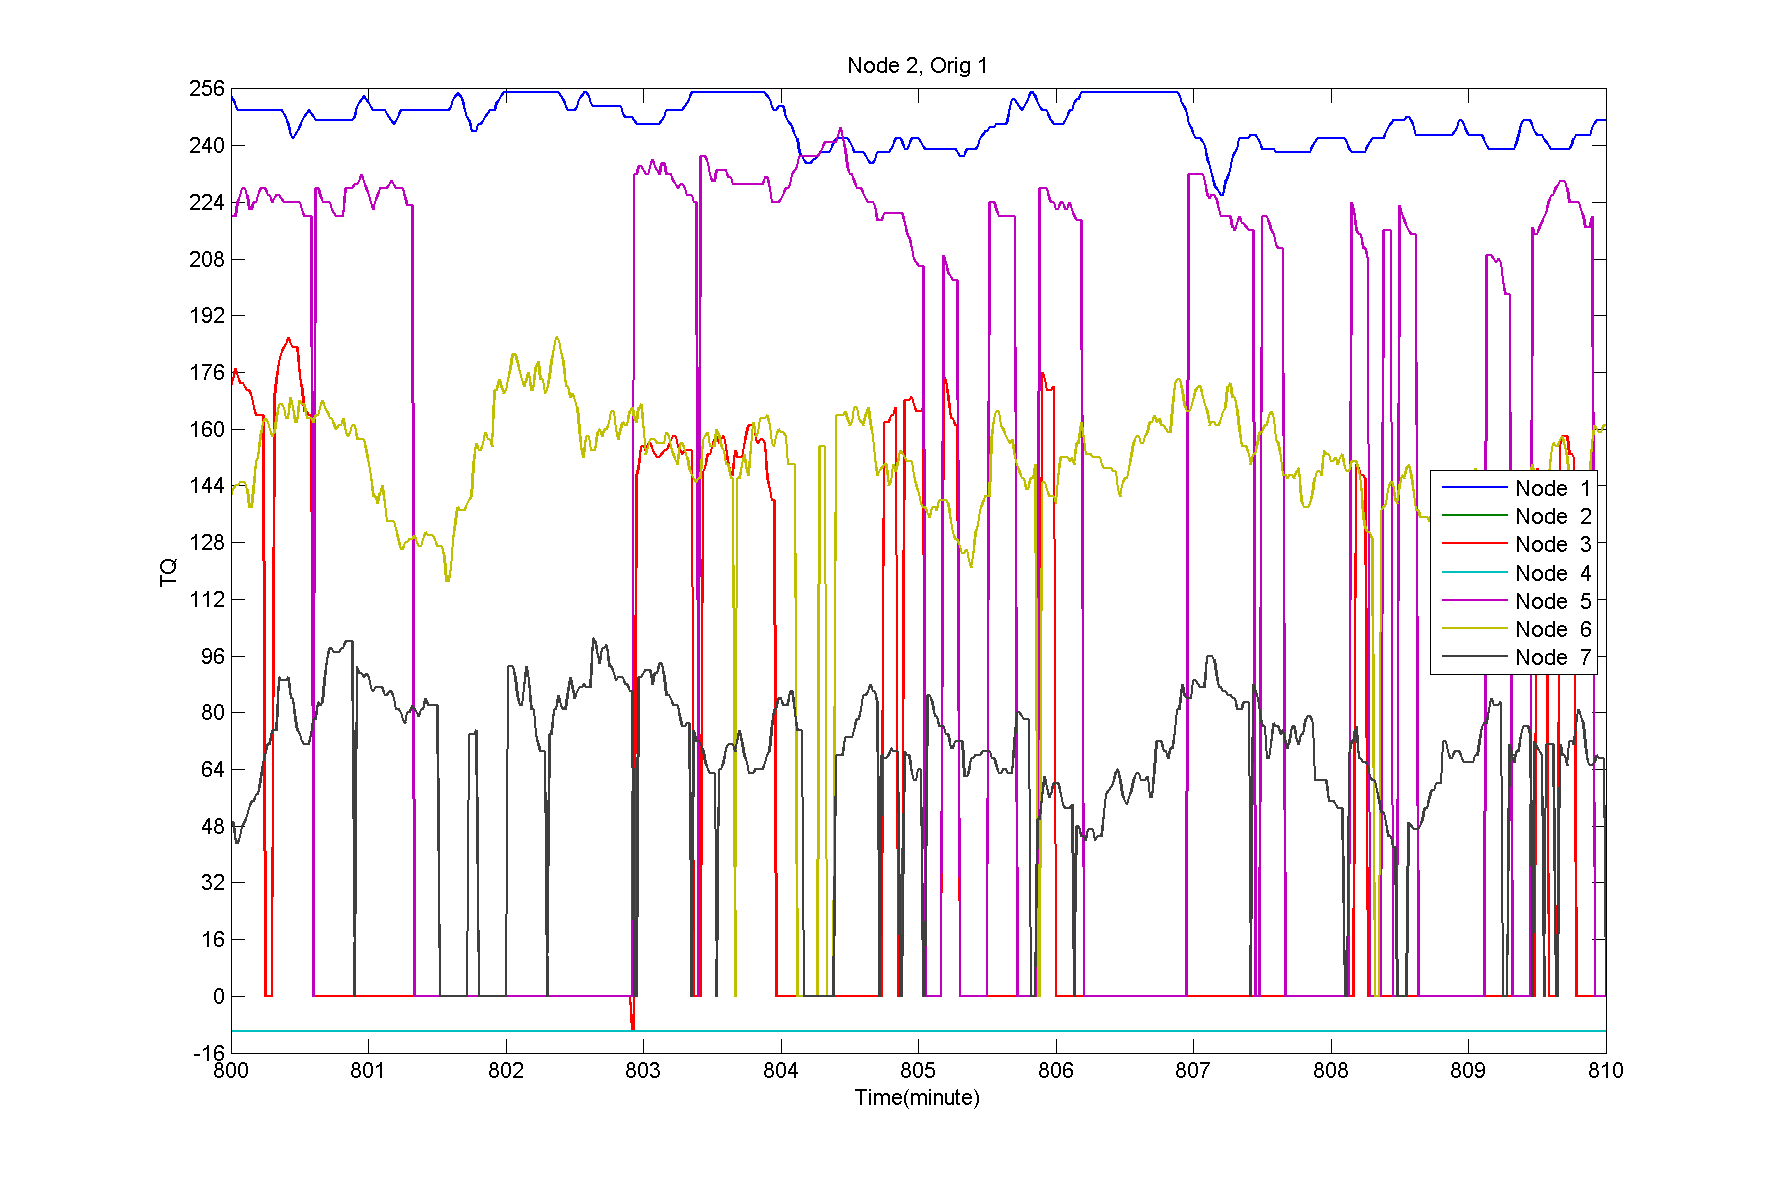 Node 2, Orig 1
256
240
224
208
192
176
160
144
128
112
96
80
64
48
32
16
0
-16
TQ
800 801 802 803 804 805 806 807 808 809 810
Time(minute)
Node 1
Node 2
Node 3
Node 4
Node 5
Node 6
Node 7